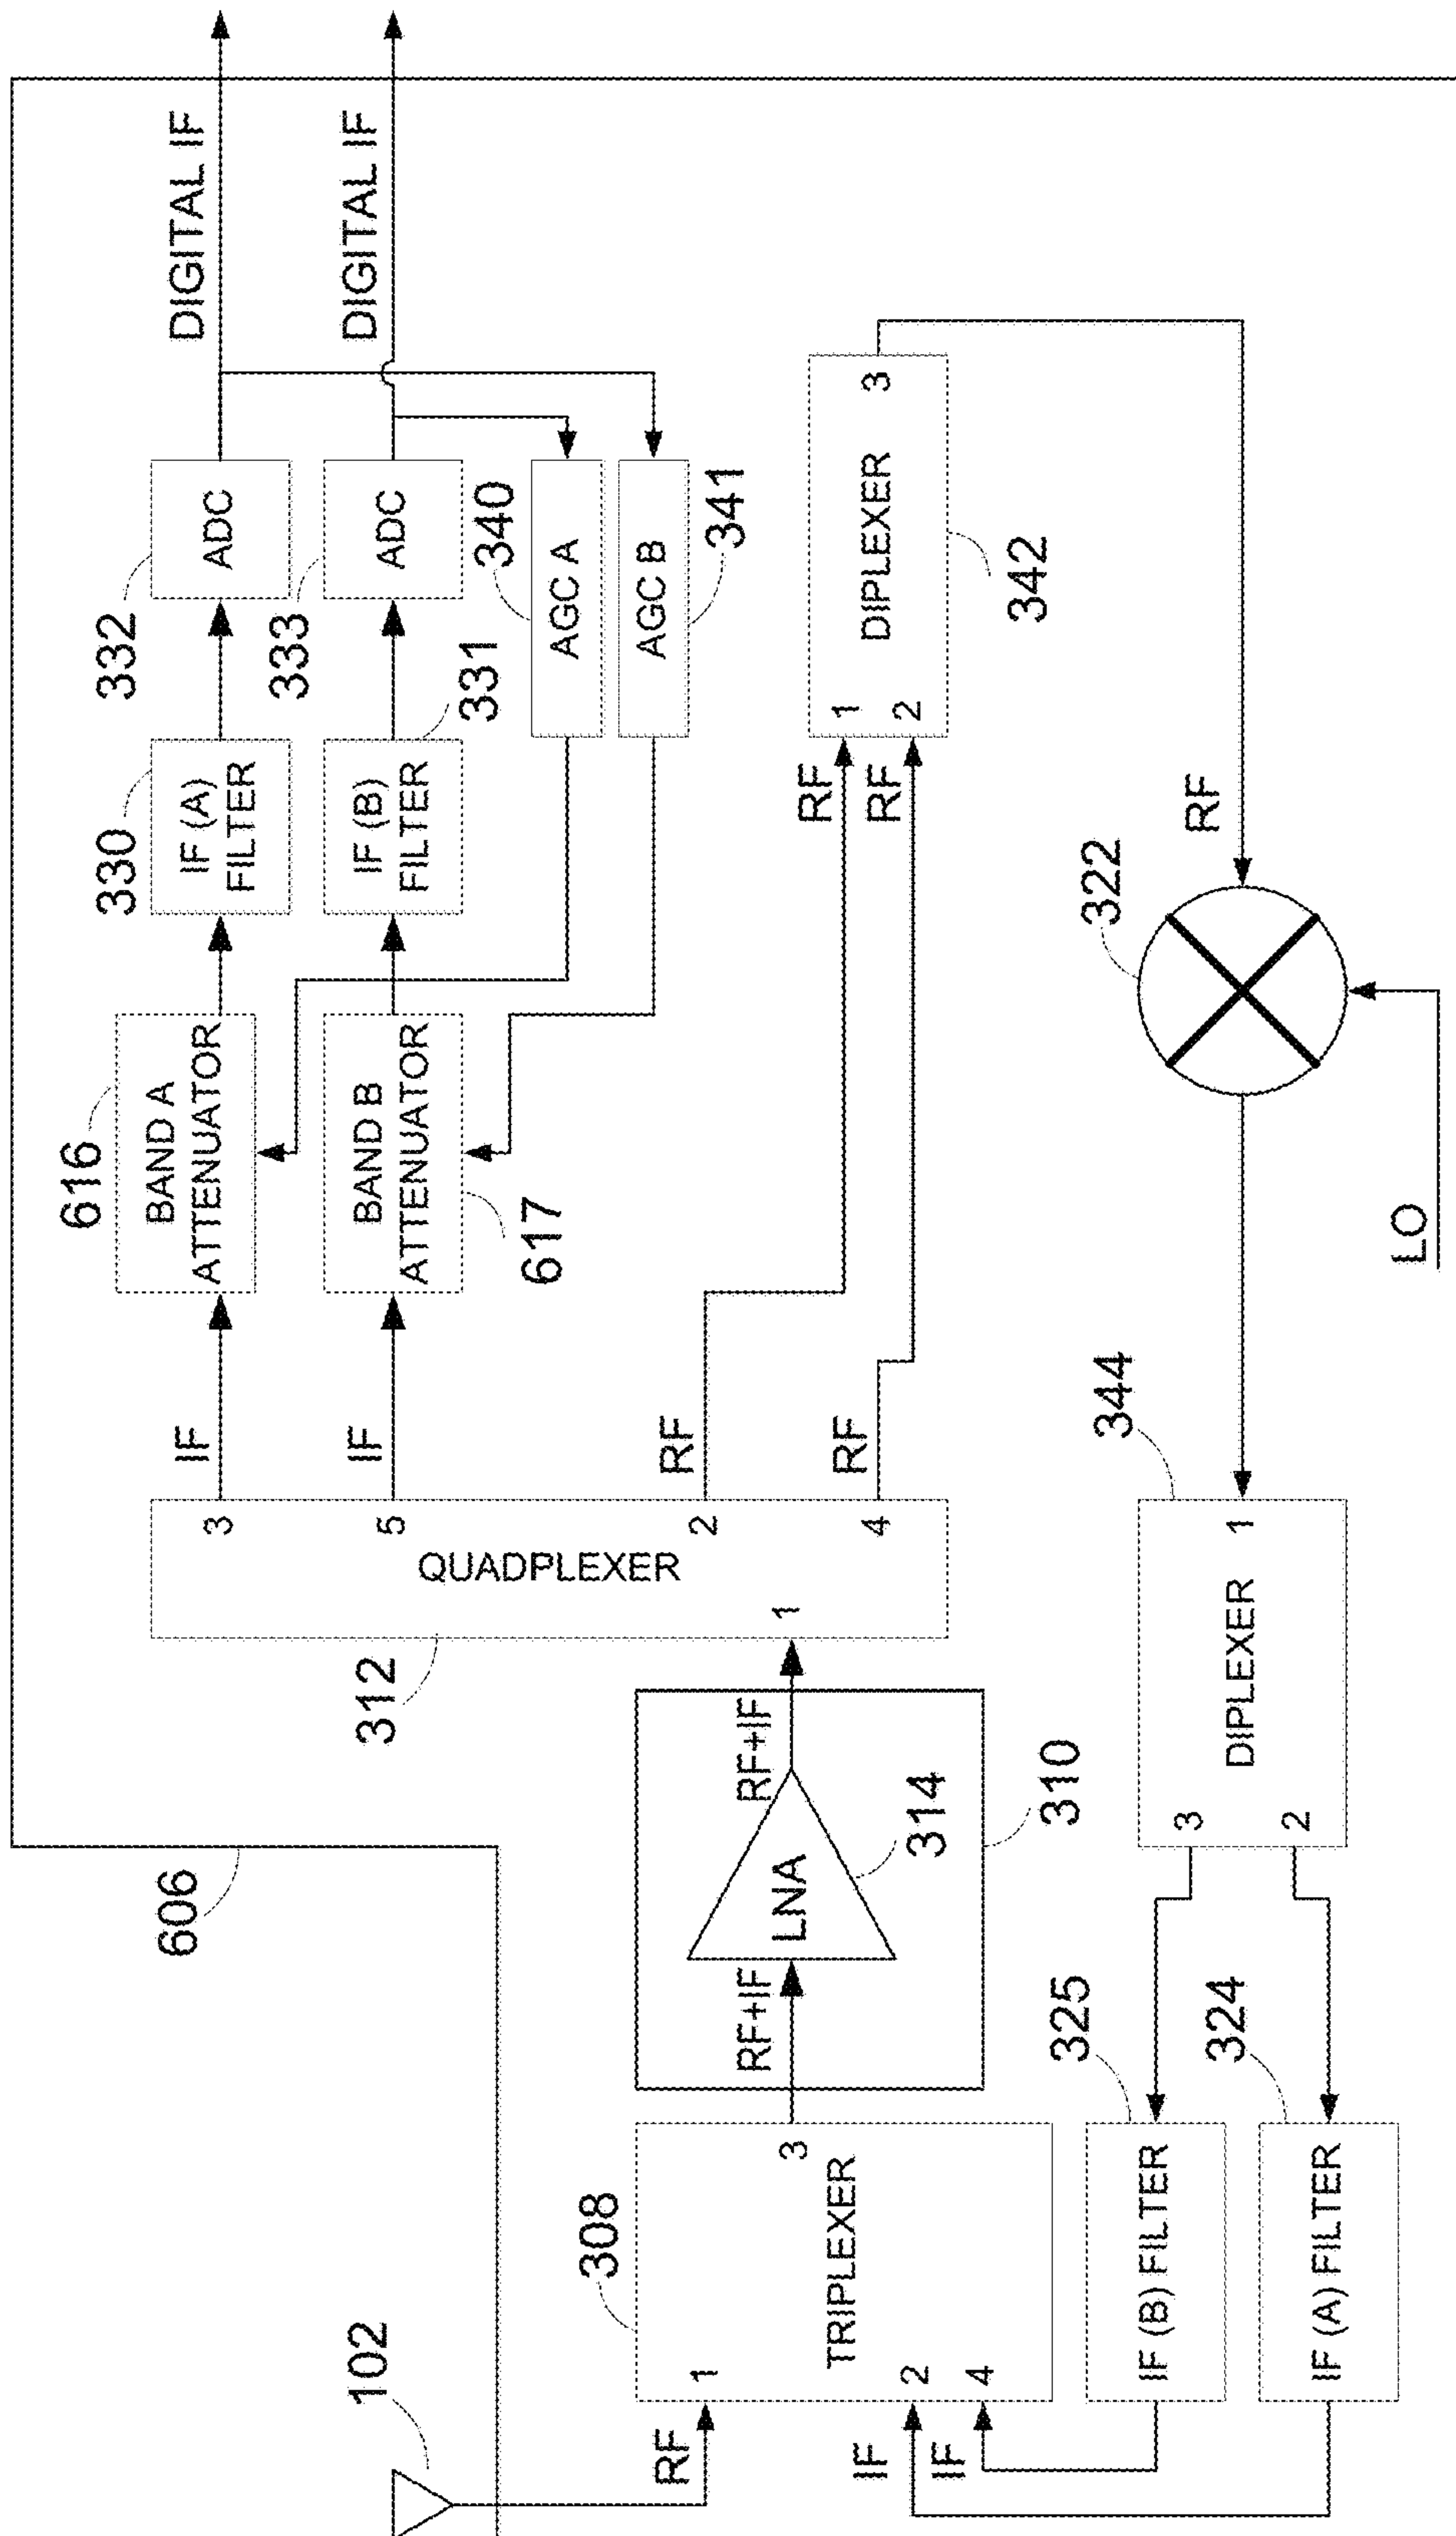 102
606
RF
1
308
TRIPLEXER
3
IF
2
IF
4
RF+IF
LNA
RF+IF
314
310
312
1
QUADPLEXER
3
5
2
4
IF
616
BAND A
ATTENUATOR
330
IF (A)
FILTER
332
ADC
DIGITAL IF
IF
BAND B
ATTENUATOR
617
IF (B)
FILTER
331
333
ADC
DIGITAL IF
340
AGC A
AGC B
341
RF
RF
RF
1
RF
2
DIPLEXER
3
342
RF
322
LO
344
1
DIPLEXER
3
2
325
IF (B) FILTER
324
IF (A) FILTER